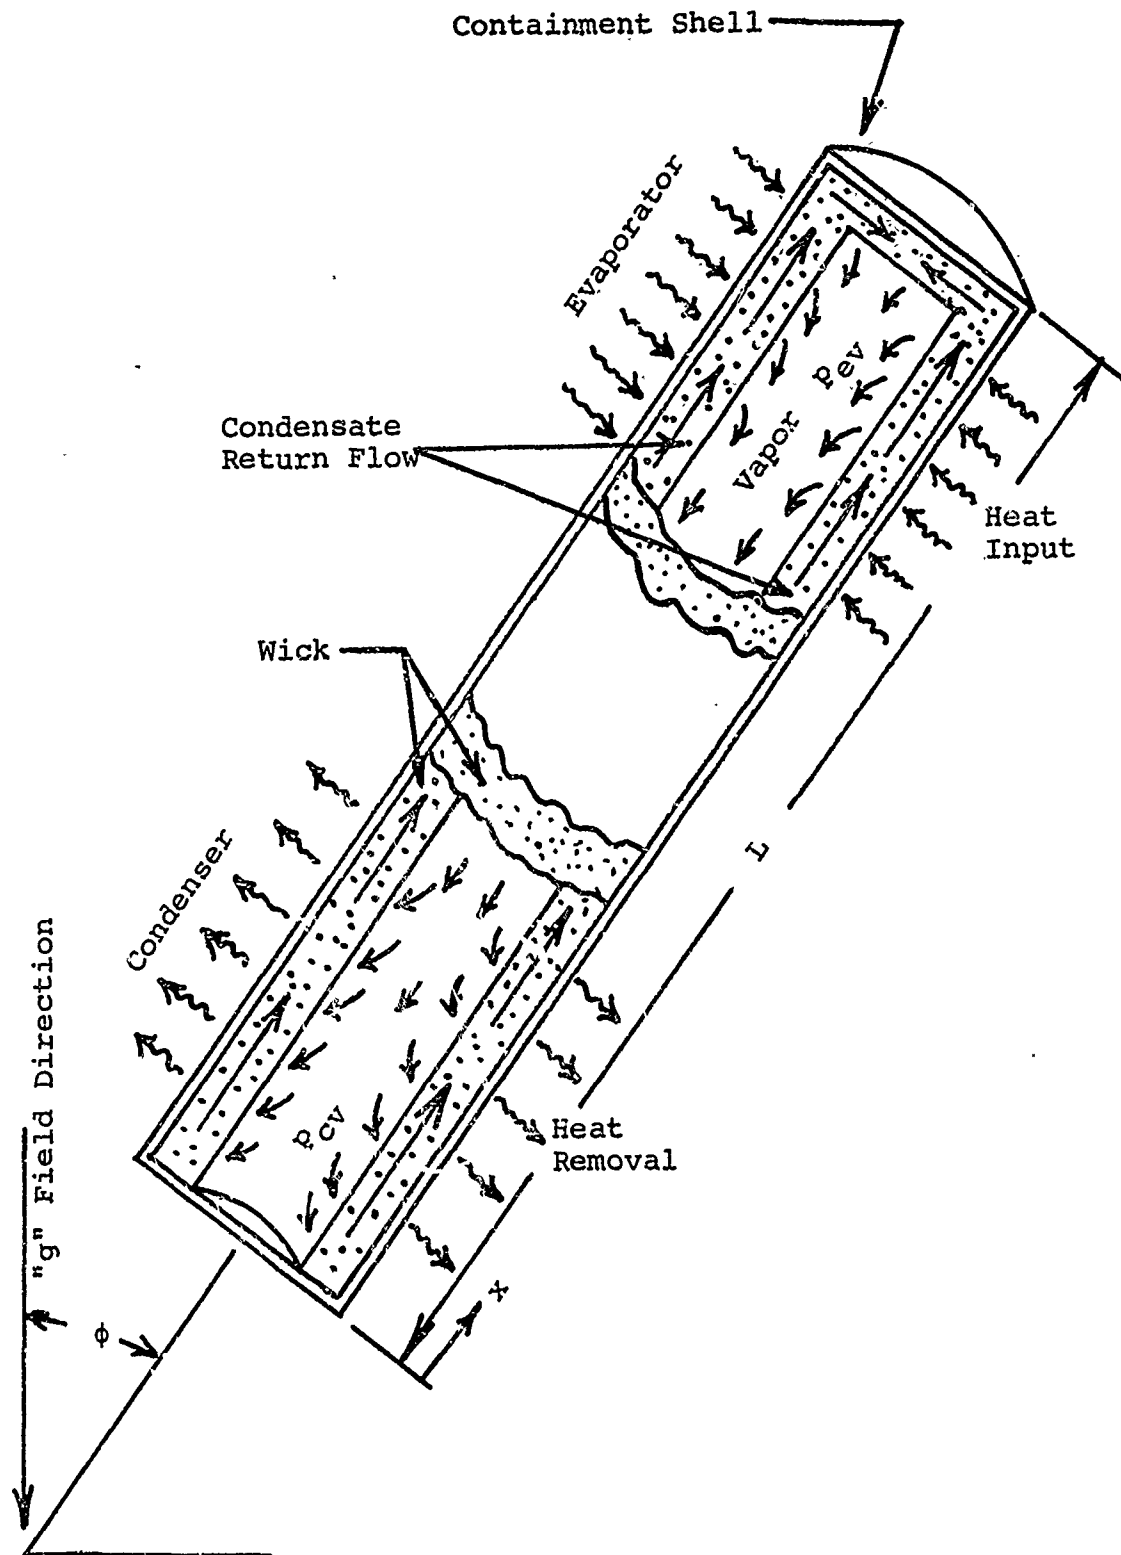 Containment Shell
Evaporator
Condensate
Return Flow
Vapor
Pev
Heat
Input
Wick
L
Condenser
Pcv
Heat
Removal
"g" Field Direction
x
ϕ